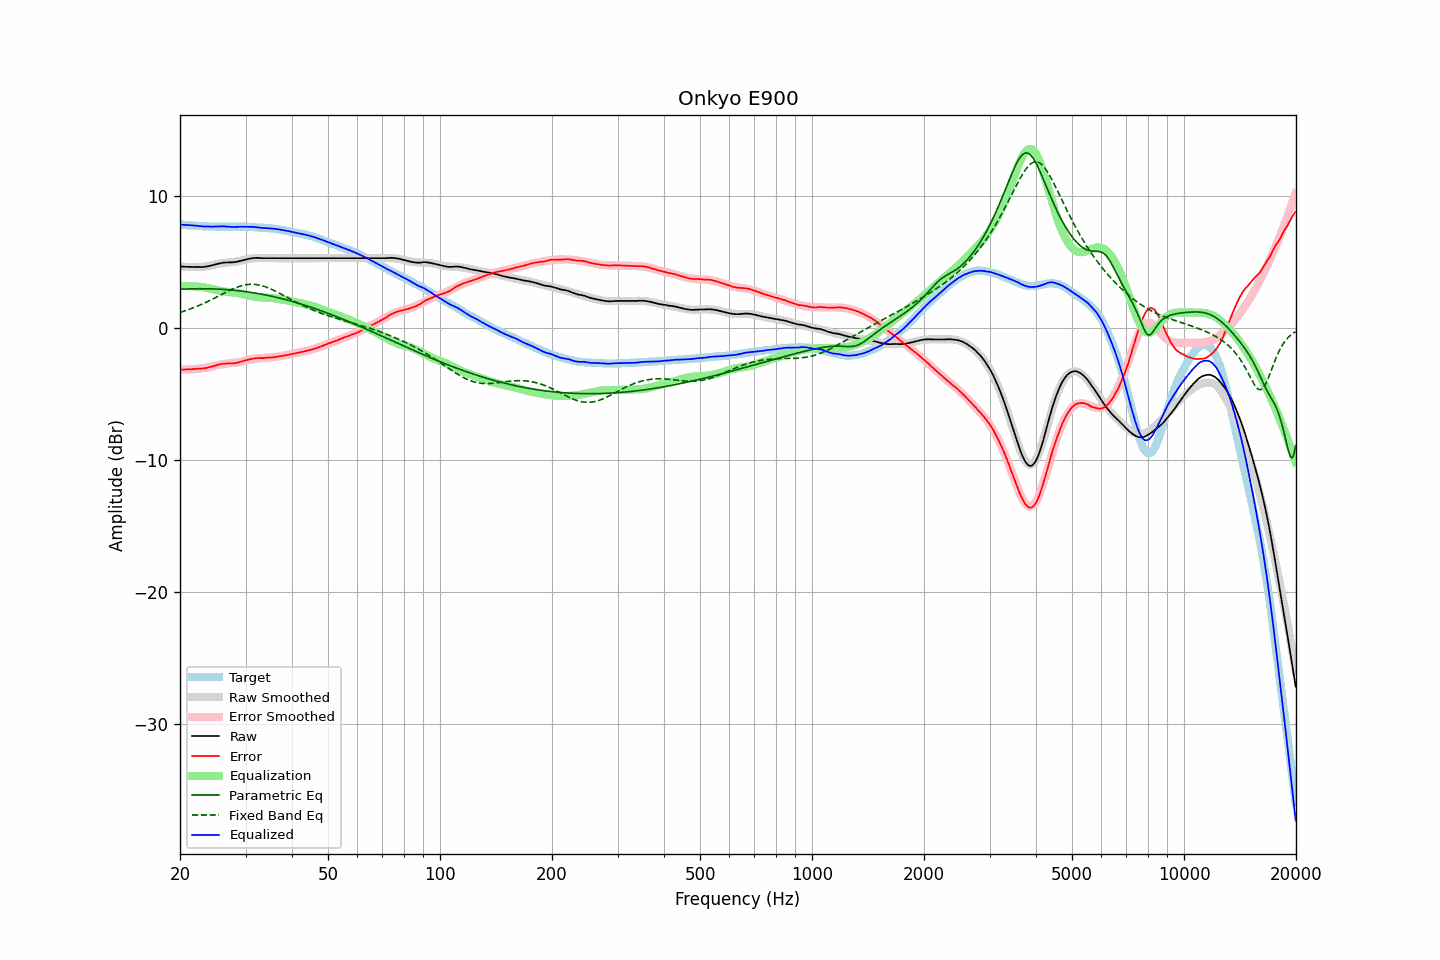 Onkyo E900
Amplitude (dBr)
10
0
−10
−20
−30
Target
Raw Smoothed
Error Smoothed
Raw
Error
Equalization
Parametric Eq
Fixed Band Eq
Equalized
20 50 100 200 500 1000 2000 5000 10000 20000
Frequency (Hz)